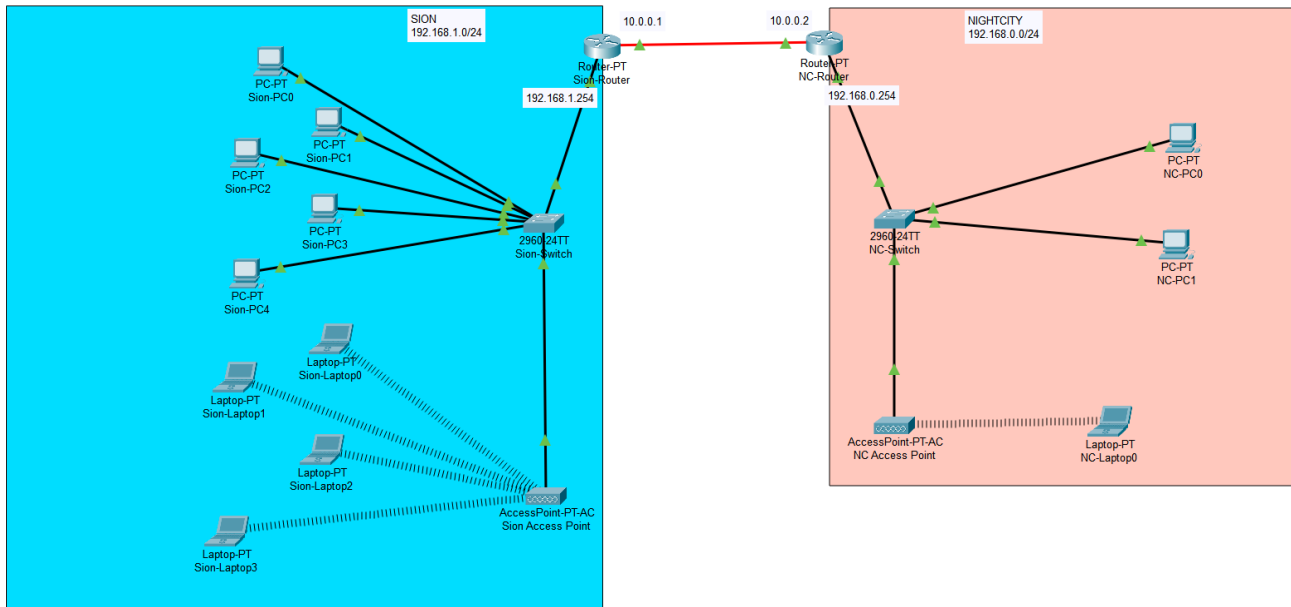 SION
192.168.1.0/24
10.0.0.1
10.0.0.2
NIGHTCITY
192.168.0.0/24
Router-PT
Sion-Router
Router-PT
NC-Router
192.168.1.254
192.168.0.254
PC-PT
Sion-PC0
PC-PT
Sion-PC1
PC-PT
Sion-PC2
PC-PT
Sion-PC3
PC-PT
Sion-PC4
2960-24TT
Sion-Switch
2960-24TT
NC-Switch
PC-PT
NC-PC0
PC-PT
NC-PC1
Laptop-PT
Sion-Laptop0
Laptop-PT
Sion-Laptop1
Laptop-PT
Sion-Laptop2
Laptop-PT
Sion-Laptop3
AccessPoint-PT-AC
Sion Access Point
AccessPoint-PT-AC
NC Access Point
Laptop-PT
NC-Laptop0